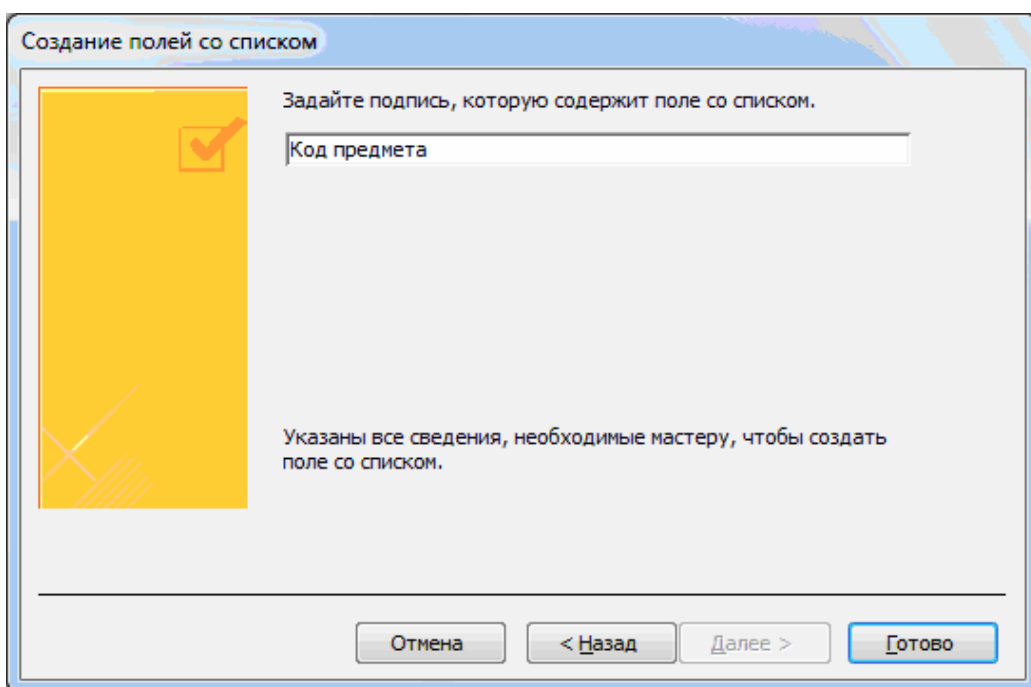 Создание полей со списком
Задайте подпись, которую содержит поле со списком.
Код предмета
Указаны все сведения, необходимые мастеру, чтобы создать
поле со списком.
Отмена
< Назад
Далее >
Готово